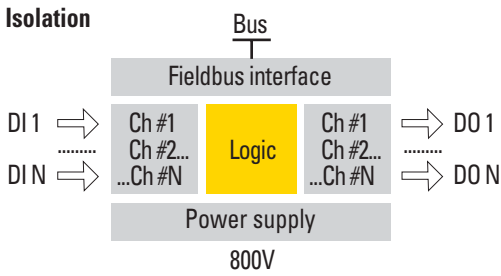 Isolation
Bus
Fieldbus interface
DI 1 Ch #1 Ch #1 DO 1
......... Ch #2... Logic Ch #2... .........
DI N ...Ch #N ...Ch #N DO N
Power supply
800V